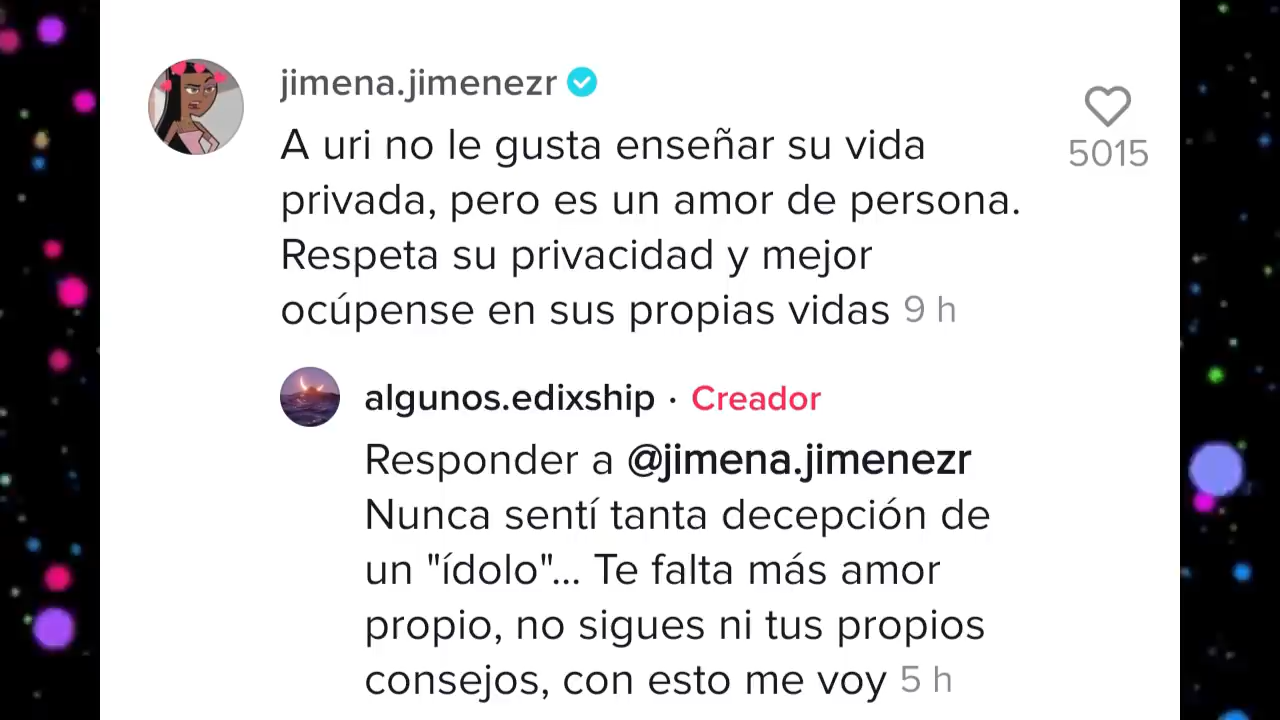 jimena.jimenezr
A uri no le gusta enseñar su vida
privada, pero es un amor de persona.
Respeta su privacidad y mejor
ocúpense en sus propias vidas 9 h
5015
algunos.edixship · Creador
Responder a @jimena.jimenezr
Nunca sentí tanta decepción de
un "ídolo"... Te falta más amor
propio, no sigues ni tus propios
consejos, con esto me voy 5 h